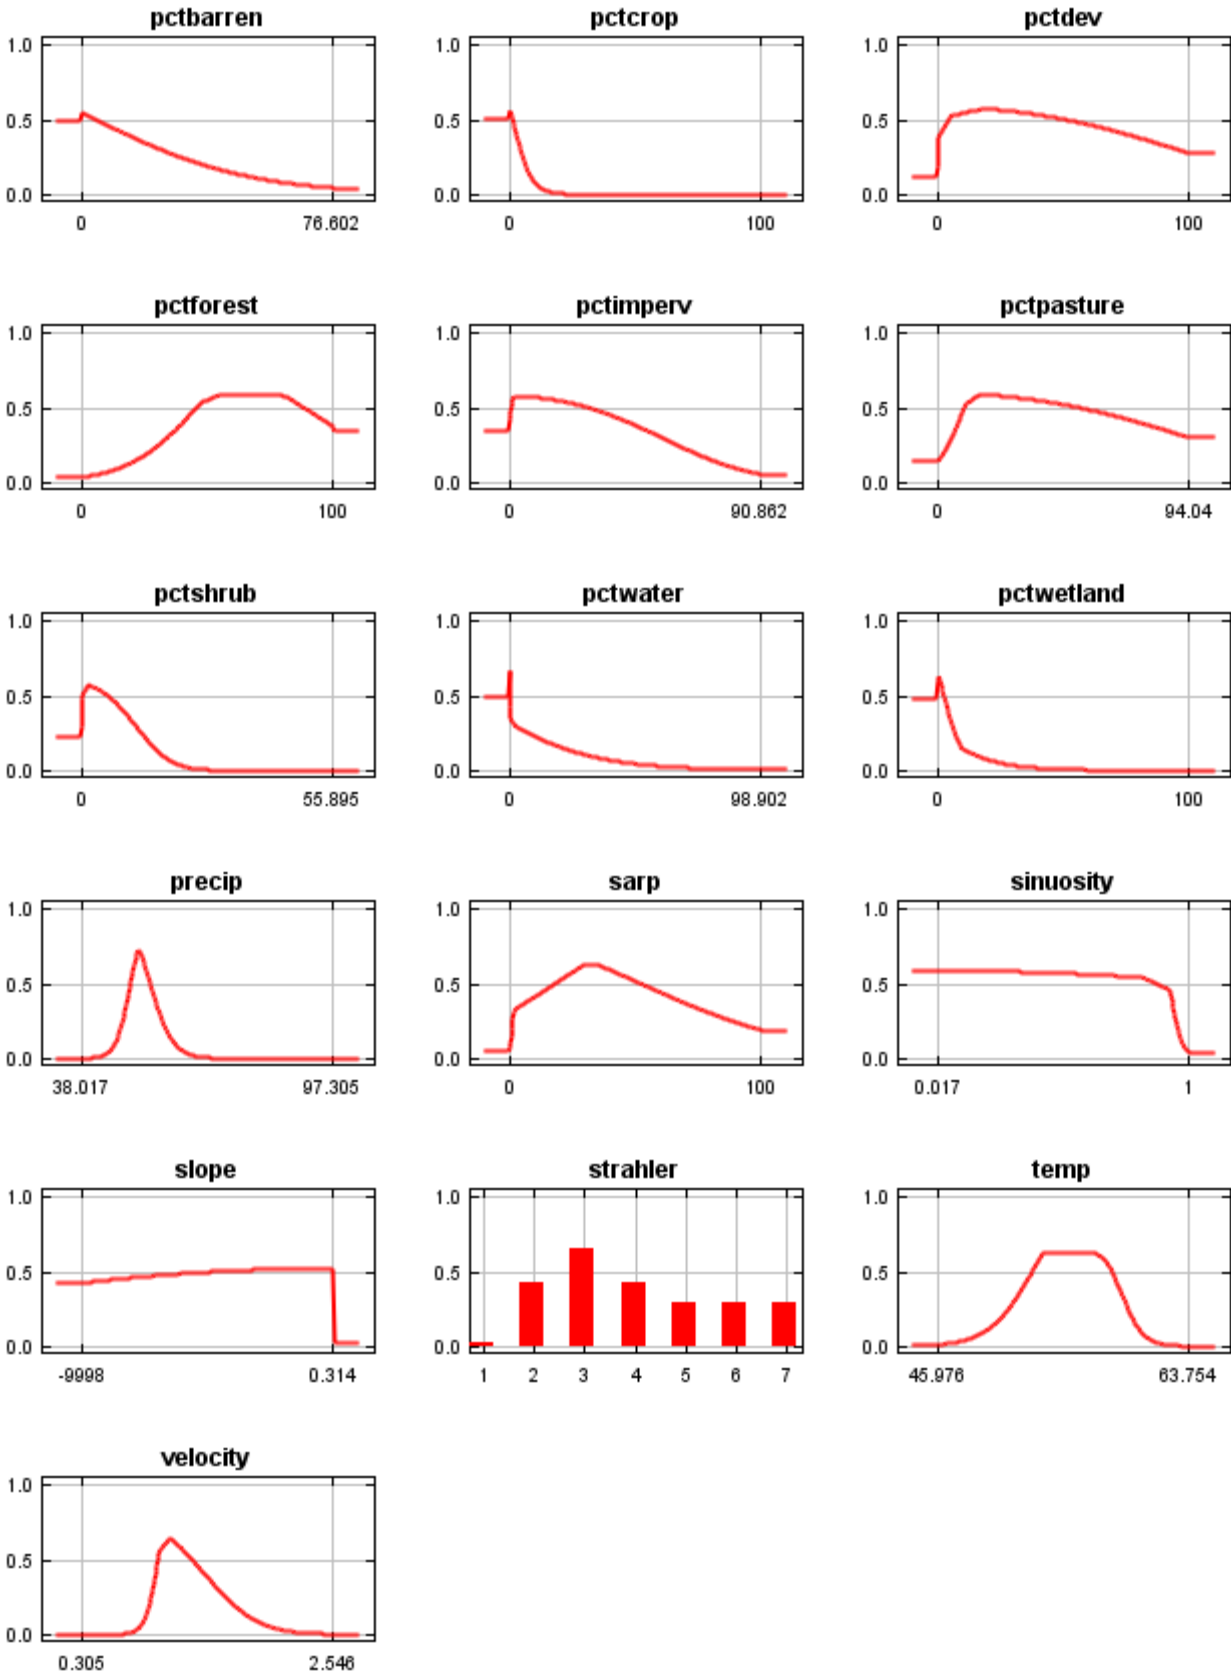 pctbarren pctcrop pctdev
1.0 1.0 1.0
0.5 0.5 0.5
0.0 0.0 0.0
0 76.602 0 100 0 100
pctforest pctimperv pctpasture
1.0 1.0 1.0
0.5 0.5 0.5
0.0 0.0 0.0
0 100 0 90.862 0 94.04
pctshrub pctwater pctwetland
1.0 1.0 1.0
0.5 0.5 0.5
0.0 0.0 0.0
0 55.895 0 98.902 0 100
precip sarp sinuosity
1.0 1.0 1.0
0.5 0.5 0.5
0.0 0.0 0.0
38.017 97.305 0 100 0.017 1
slope strahler temp
1.0 1.0 1.0
0.5 0.5 0.5
0.0 0.0 0.0
-9998 0.314 1 2 3 4 5 6 7 45.976 63.754
velocity
1.0
0.5
0.0
0.305 2.546